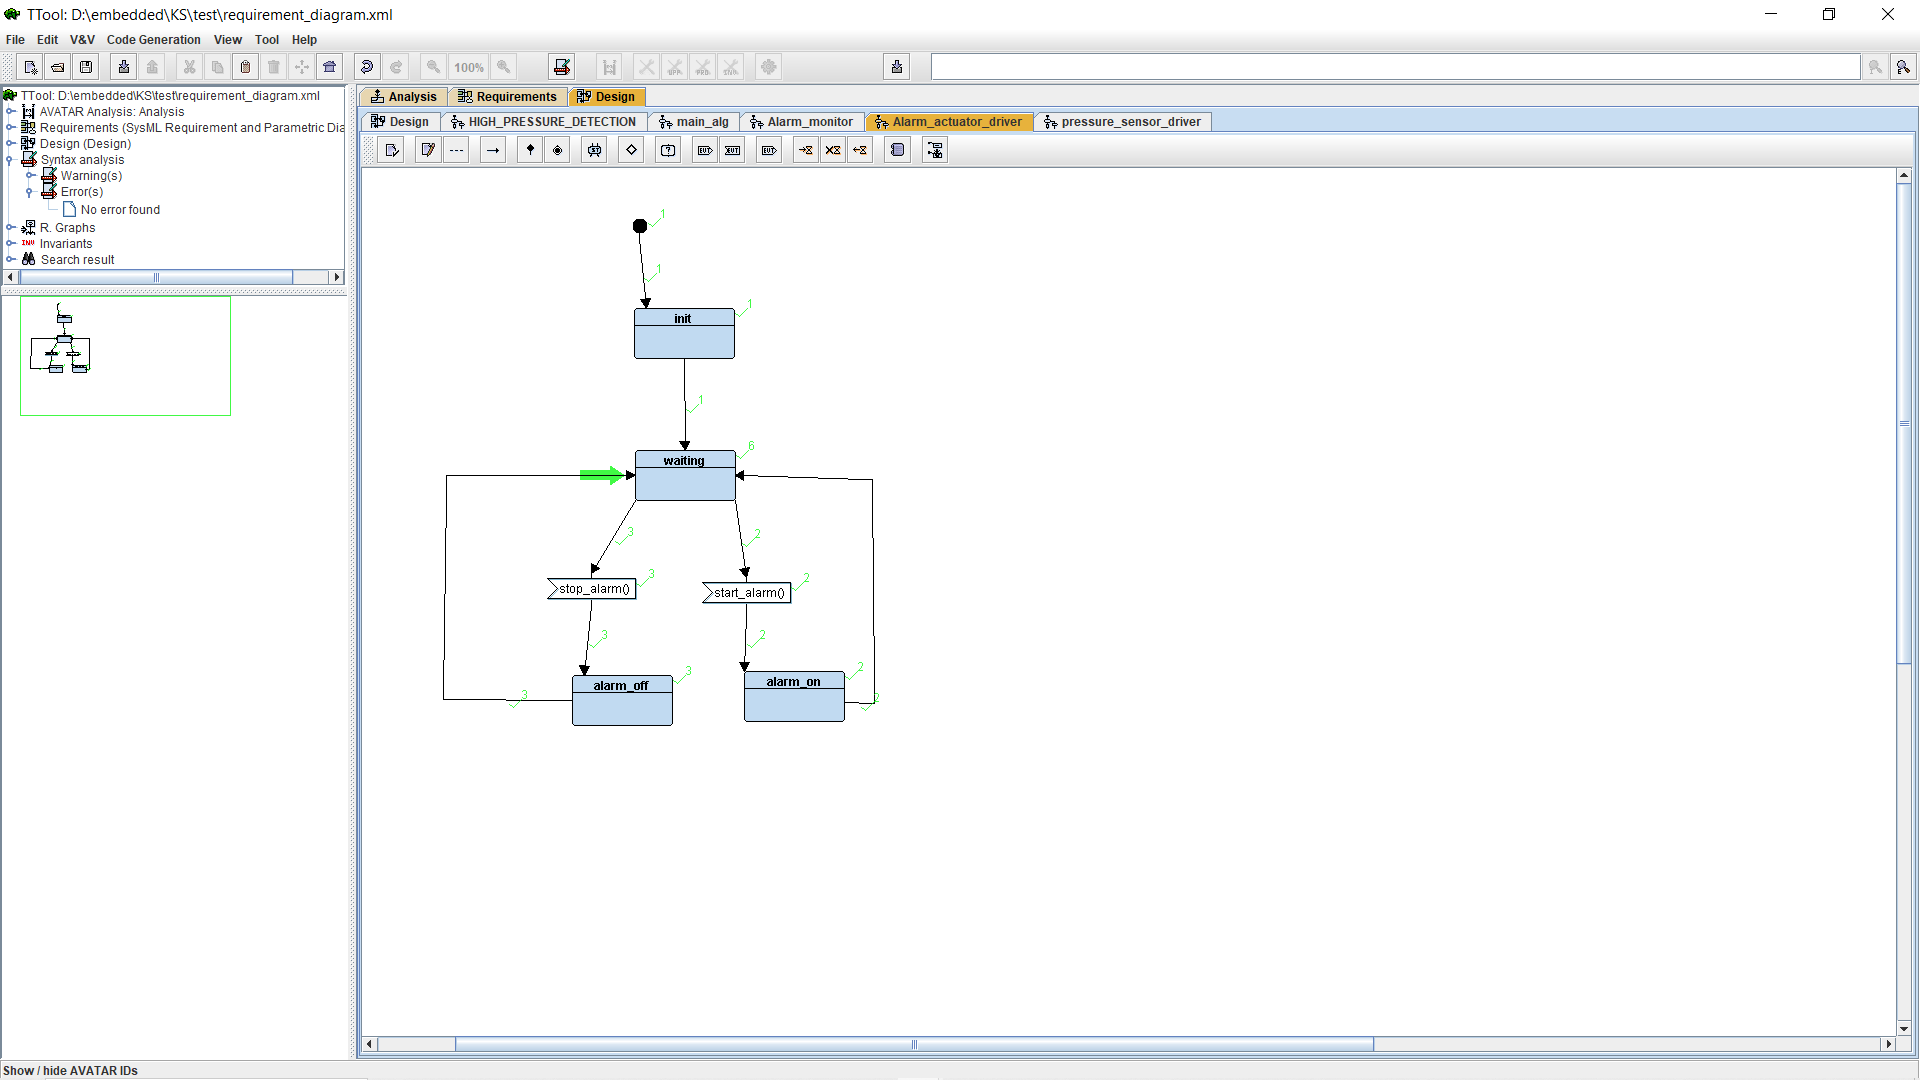 TTool: D:\embedded\KS\test\requirement_diagram.xml
File Edit V&V Code Generation View Tool Help
100%
TTool: D:\embedded\KS\test\requirement_diagram.xml
AVATAR Analysis: Analysis
Requirements (SysML Requirement and Parametric Dia
Design (Design)
Syntax analysis
Warning(s)
Error(s)
No error found
R. Graphs
INV Invariants
Search result
Analysis Requirements Design
Design HIGH_PRESSURE_DETECTION main_alg Alarm_monitor Alarm_actuator_driver pressure_sensor_driver
EVT EVT EVT
1
1
init 1
1
waiting 6
3 2
stop_alarm() 3 start_alarm() 2
3 2
alarm_off 3 alarm_on 2
3 2
Show / hide AVATAR IDs